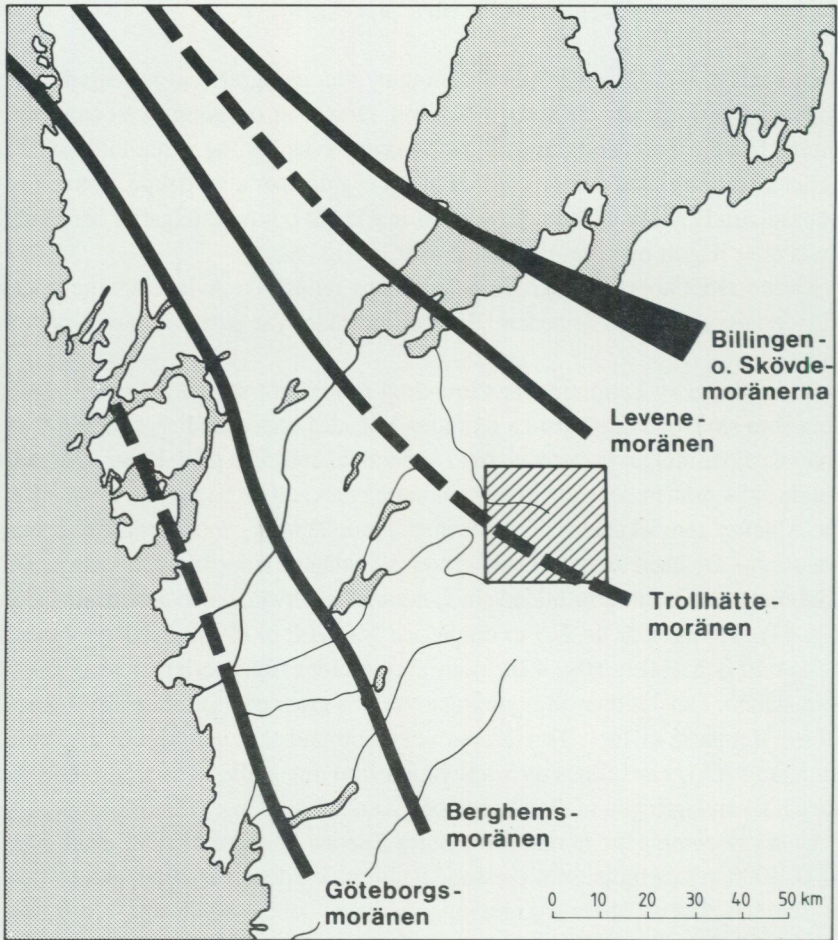 Billingen-
o. Skövde-
moränerna
Levene-
moränen
Trollhätte-
moränen
Berghems-
moränen
Göteborgs-
moränen
0 10 20 30 40 50 km